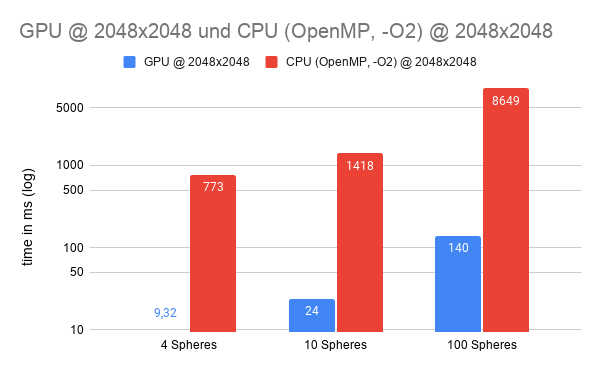 GPU @ 2048x2048 und CPU (OpenMP, -O2) @ 2048x2048
GPU @ 2048x2048 CPU (OpenMP, -O2) @ 2048x2048
time in ms (log)
5000
1000
500
100
50
10
9,32
773
24
1418
140
8649
4 Spheres
10 Spheres
100 Spheres